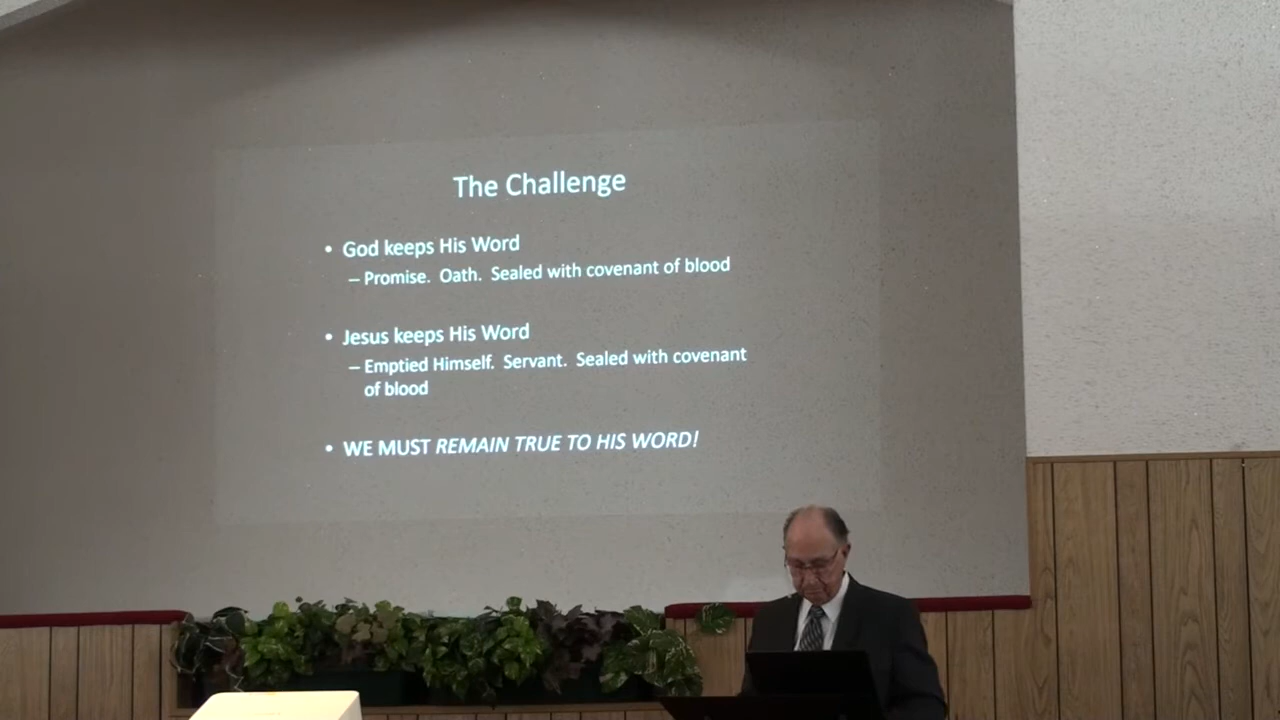 The Challenge
• God keeps His Word
– Promise. Oath. Sealed with covenant of blood
• Jesus keeps His Word
– Emptied Himself. Servant. Sealed with covenant
of blood
• WE MUST REMAIN TRUE TO HIS WORD!